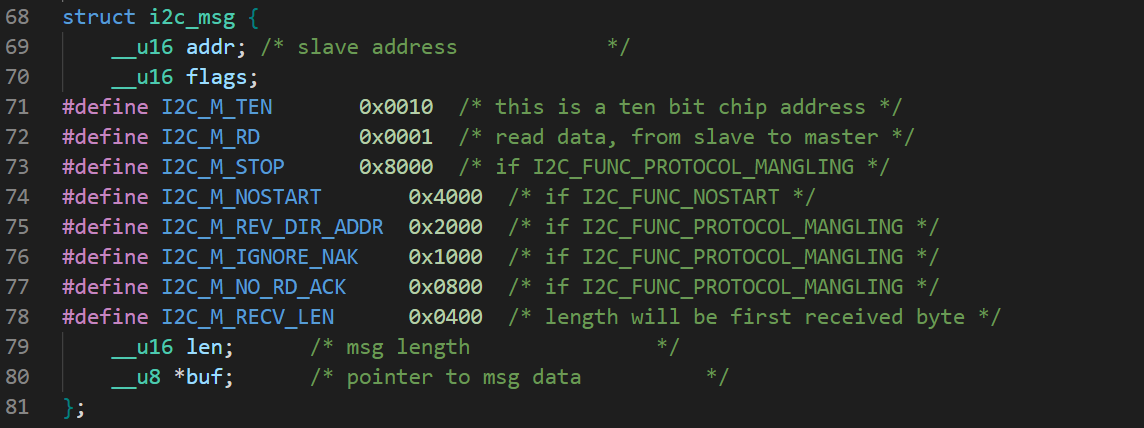 68 struct i2c_msg {
69     __u16 addr; /* slave address            */
70     __u16 flags;
71 #define I2C_M_TEN       0x0010  /* this is a ten bit chip address */
72 #define I2C_M_RD        0x0001  /* read data, from slave to master */
73 #define I2C_M_STOP      0x8000  /* if I2C_FUNC_PROTOCOL_MANGLING */
74 #define I2C_M_NOSTART       0x4000  /* if I2C_FUNC_NOSTART */
75 #define I2C_M_REV_DIR_ADDR  0x2000  /* if I2C_FUNC_PROTOCOL_MANGLING */
76 #define I2C_M_IGNORE_NAK    0x1000  /* if I2C_FUNC_PROTOCOL_MANGLING */
77 #define I2C_M_NO_RD_ACK     0x0800  /* if I2C_FUNC_PROTOCOL_MANGLING */
78 #define I2C_M_RECV_LEN      0x0400  /* length will be first received byte */
79     __u16 len;      /* msg length               */
80     __u8 *buf;      /* pointer to msg data          */
81 };